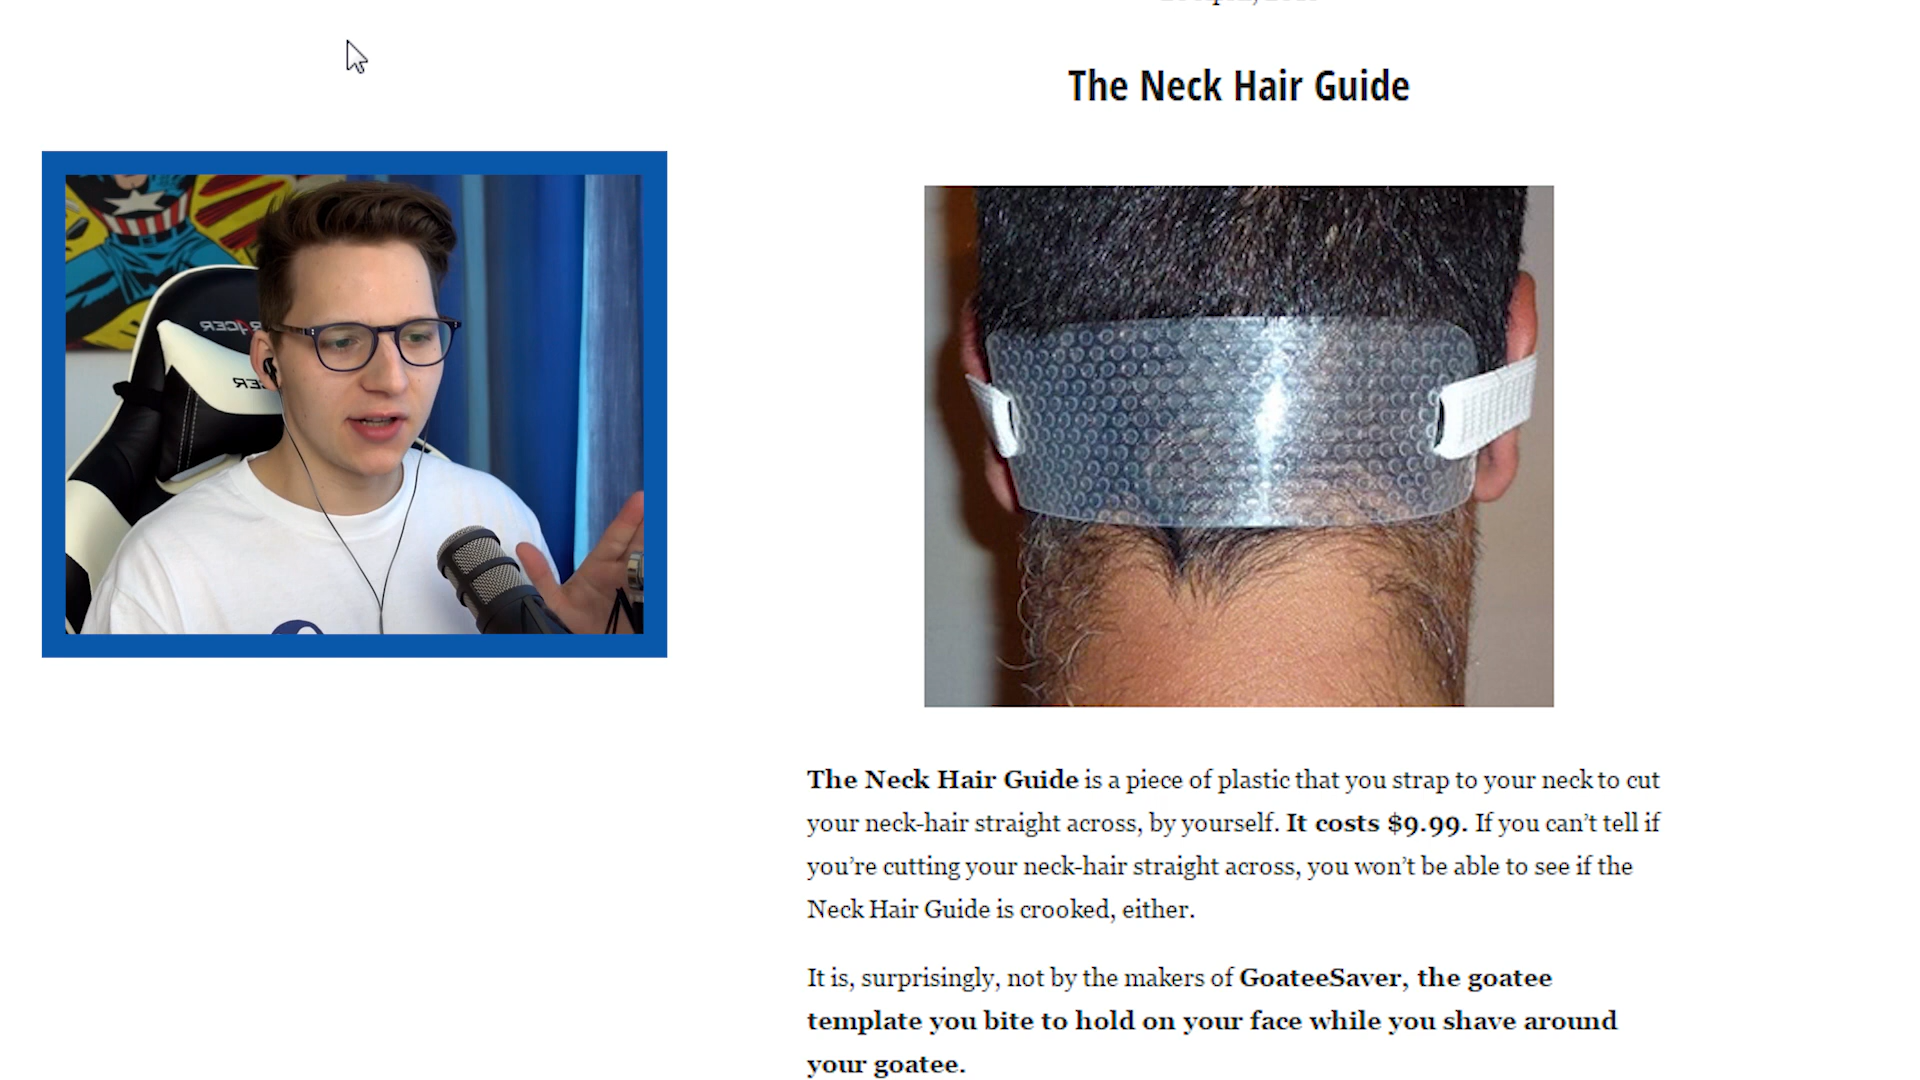 The Neck Hair Guide
The Neck Hair Guide is a piece of plastic that you strap to your neck to cut
your neck-hair straight across, by yourself. It costs $9.99. If you can’t tell if
you’re cutting your neck-hair straight across, you won’t be able to see if the
Neck Hair Guide is crooked, either.
It is, surprisingly, not by the makers of GoateeSaver, the goatee
template you bite to hold on your face while you shave around
your goatee.